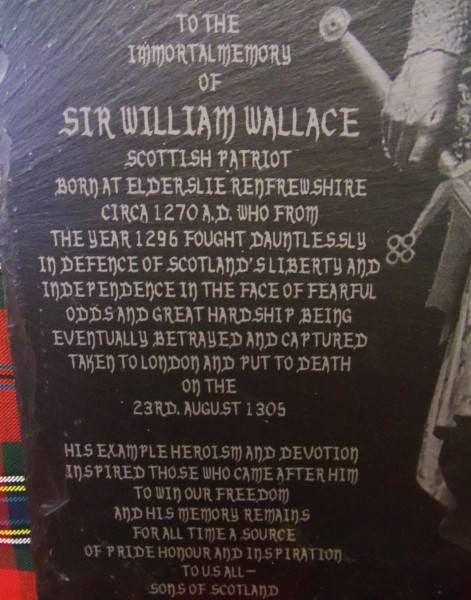 TO THE
IMMORTAL MEMORY
OF
SIR WILLIAM WALLACE
SCOTTISH PATRIOT
BORN AT ELDERSLIE RENFREWSHIRE
CIRCA 1270 A.D. WHO FROM
THE YEAR 1296 FOUGHT DAUNTLESSLY
IN DEFENCE OF SCOTLAND'S LIBERTY AND
INDEPENDENCE IN THE FACE OF FEARFUL
ODDS AND GREAT HARDSHIP BEING
EVENTUALLY BETRAYED AND CAPTURED
TAKEN TO LONDON AND PUT TO DEATH
ON THE
23RD. AUGUST 1305
HIS EXAMPLE HEROISM AND DEVOTION
INSPIRED THOSE WHO CAME AFTER HIM
TO WIN OUR FREEDOM
AND HIS MEMORY REMAINS
FOR ALL TIME A SOURCE
OF PRIDE HONOUR AND INSPIRATION
TO US ALL—
SONS OF SCOTLAND